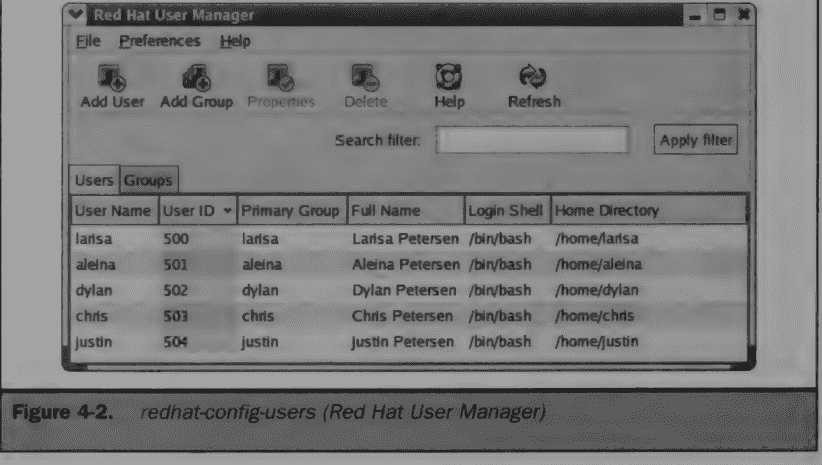 Red Hat User Manager
File Preferences Help
Add User Add Group Properties Delete Help Refresh
Search filter: Apply filter
Users Groups
User Name User ID Primary Group Full Name Login Shell Home Directory
larisa 500 larisa Larisa Petersen /bin/bash /home/larisa
aleina 501 aleina Aleina Petersen /bin/bash /home/aleina
dylan 502 dylan Dylan Petersen /bin/bash /home/dylan
chris 503 chris Chris Petersen /bin/bash /home/chris
justin 504 justin Justin Petersen /bin/bash /home/justin
Figure 4-2. redhat-config-users (Red Hat User Manager)